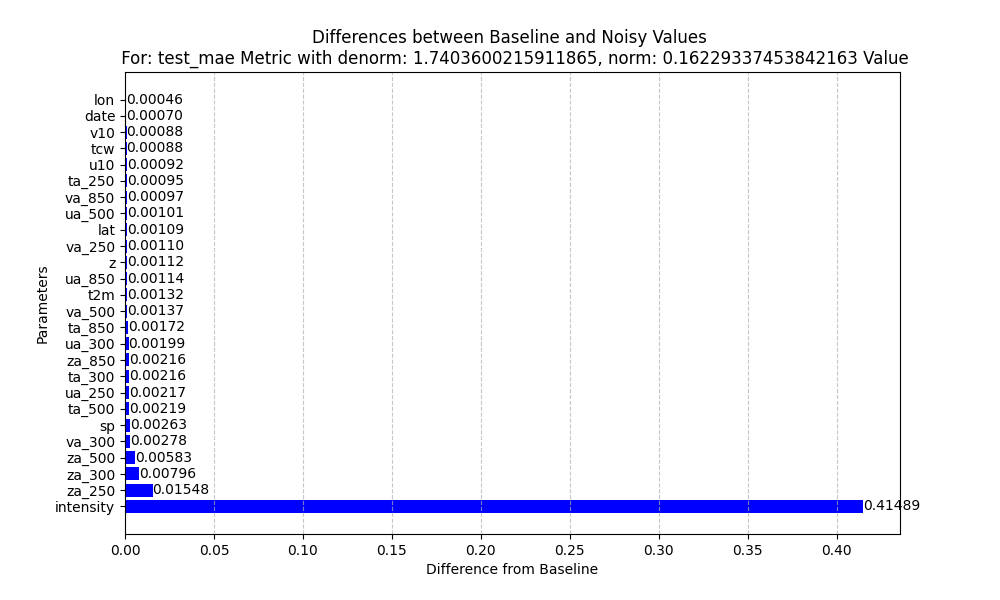 Differences between Baseline and Noisy Values
For: test_mae Metric with denorm: 1.7403600215911865, norm: 0.16229337453842163 Value
Parameters
lon 0.00046
date 0.00070
v10 0.00088
tcw 0.00088
u10 0.00092
ta_250 0.00095
va_850 0.00097
ua_500 0.00101
lat 0.00109
va_250 0.00110
z 0.00112
ua_850 0.00114
t2m 0.00132
va_500 0.00137
ta_850 0.00172
ua_300 0.00199
za_850 0.00216
ta_300 0.00216
ua_250 0.00217
ta_500 0.00219
sp 0.00263
va_300 0.00278
za_500 0.00583
za_300 0.00796
za_250 0.01548
intensity 0.41489
0.00 0.05 0.10 0.15 0.20 0.25 0.30 0.35 0.40
Difference from Baseline